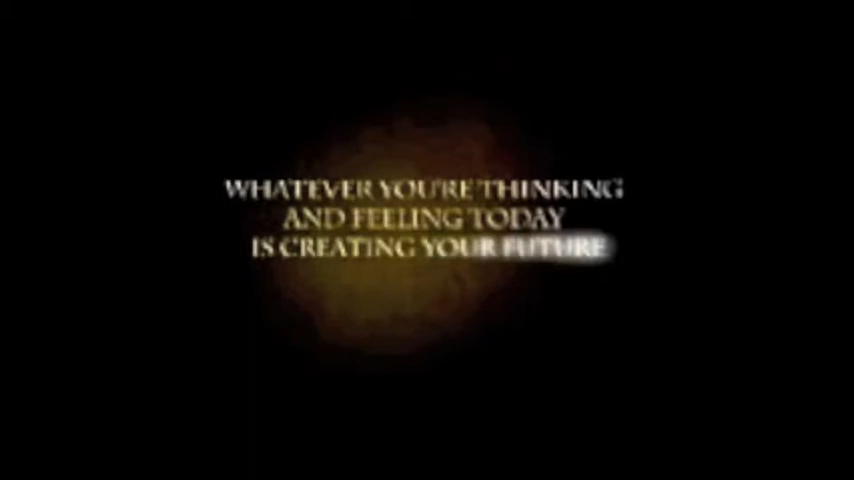 WHATEVER YOU'RE THINKING
AND FEELING TODAY
IS CREATING YOUR FUTURE